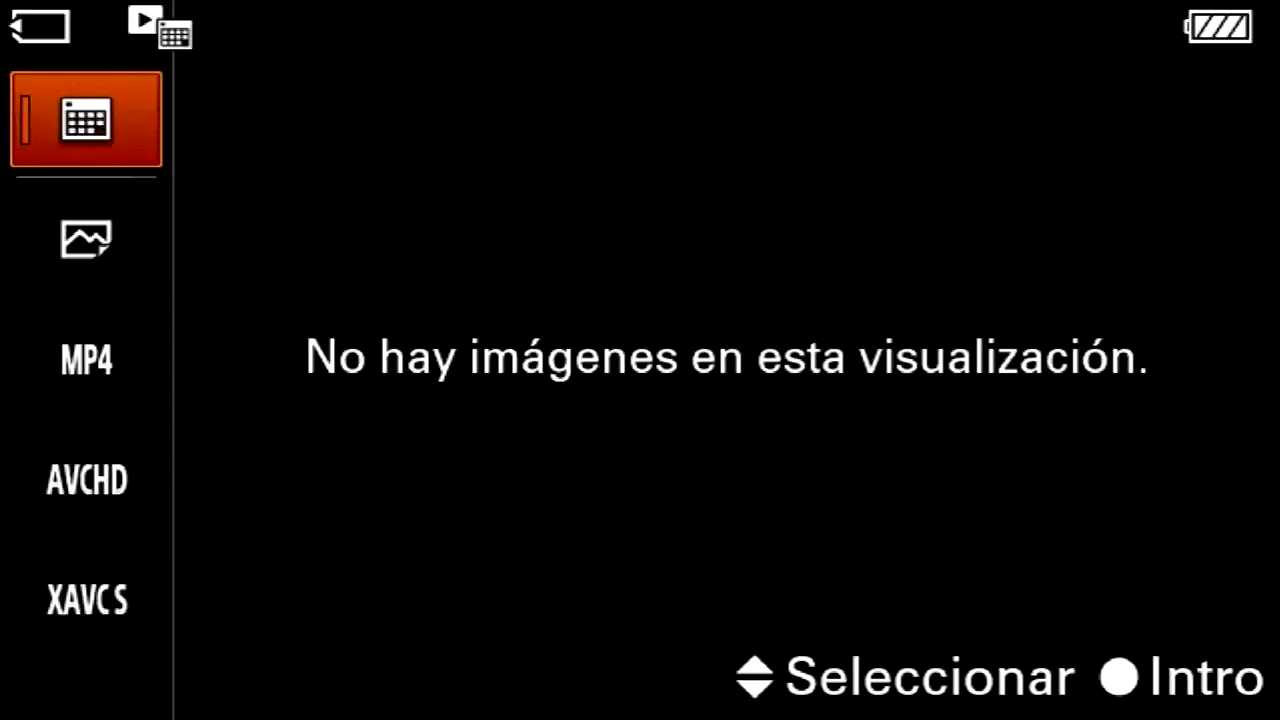 MP4
No hay imágenes en esta visualización.
AVCHD
XAVC S
Seleccionar Intro